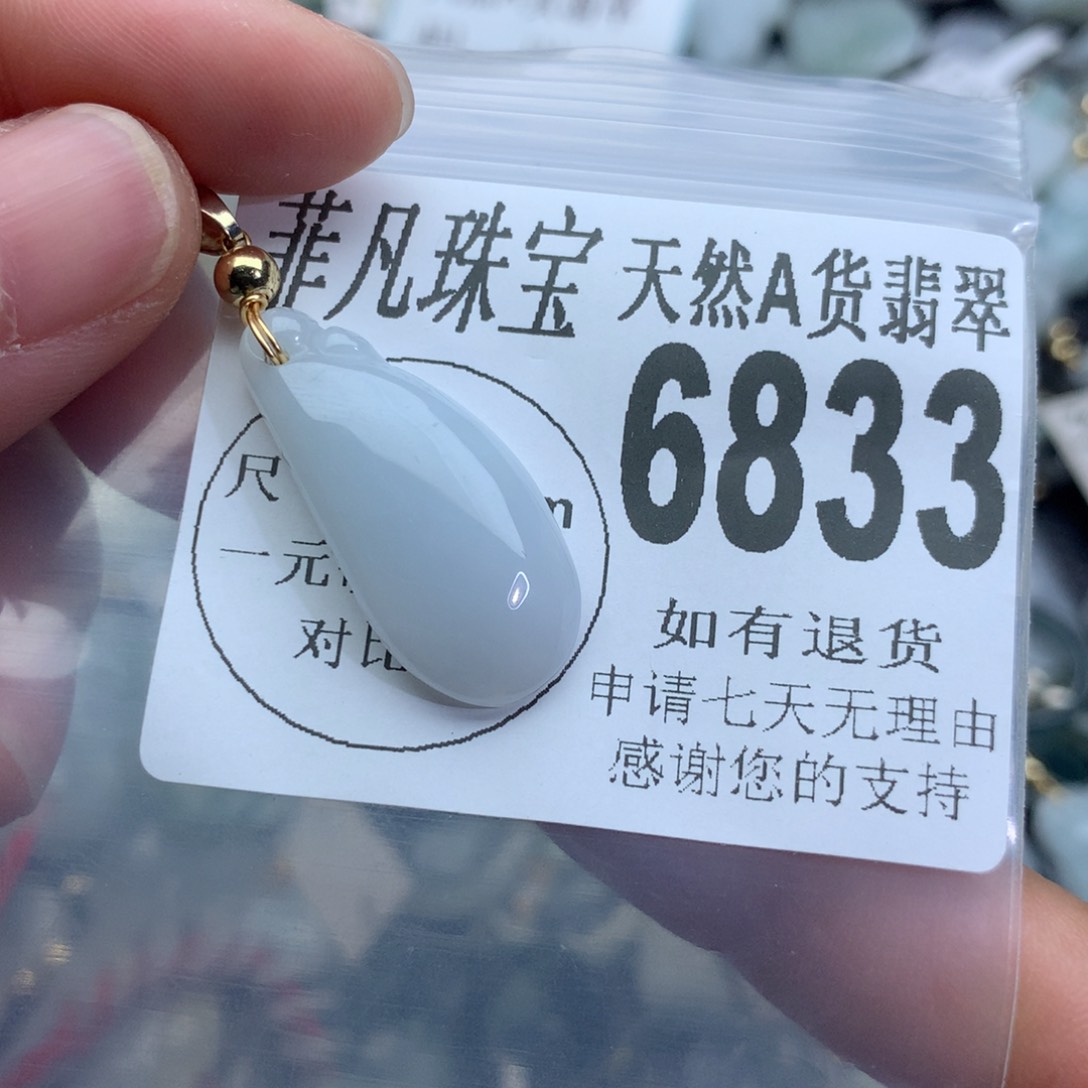 菲凡珠宝 天然A货翡翠
6833
尺
一元
对比
如有退货
申请七天无理由
感谢您的支持